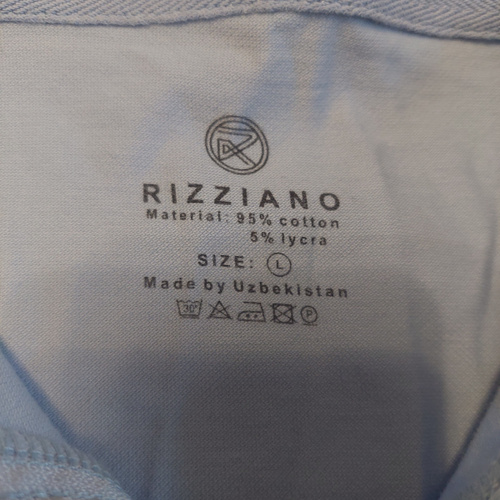 RIZZIANO
Material: 95% cotton
5% lycra
SIZE: L
Made by Uzbekistan
30° P